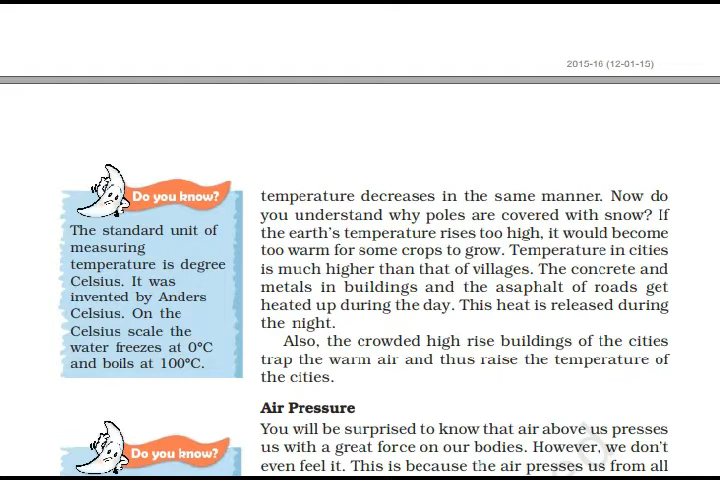 2015-16 (12-01-15)
Do you know?
The standard unit of
measuring
temperature is degree
Celsius. It was
invented by Anders
Celsius. On the
Celsius scale the
water freezes at 0°C
and boils at 100°C.
temperature decreases in the same manner. Now do
you understand why poles are covered with snow? If
the earth's temperature rises too high, it would become
too warm for some crops to grow. Temperature in cities
is much higher than that of villages. The concrete and
metals in buildings and the asaphalt of roads get
heated up during the day. This heat is released during
the night.
Also, the crowded high rise buildings of the cities
trap the warm air and thus raise the temperature of
the cities.
Air Pressure
You will be surprised to know that air above us presses
us with a great force on our bodies. However, we don't
even feel it. This is because the air presses us from all
Do you know?